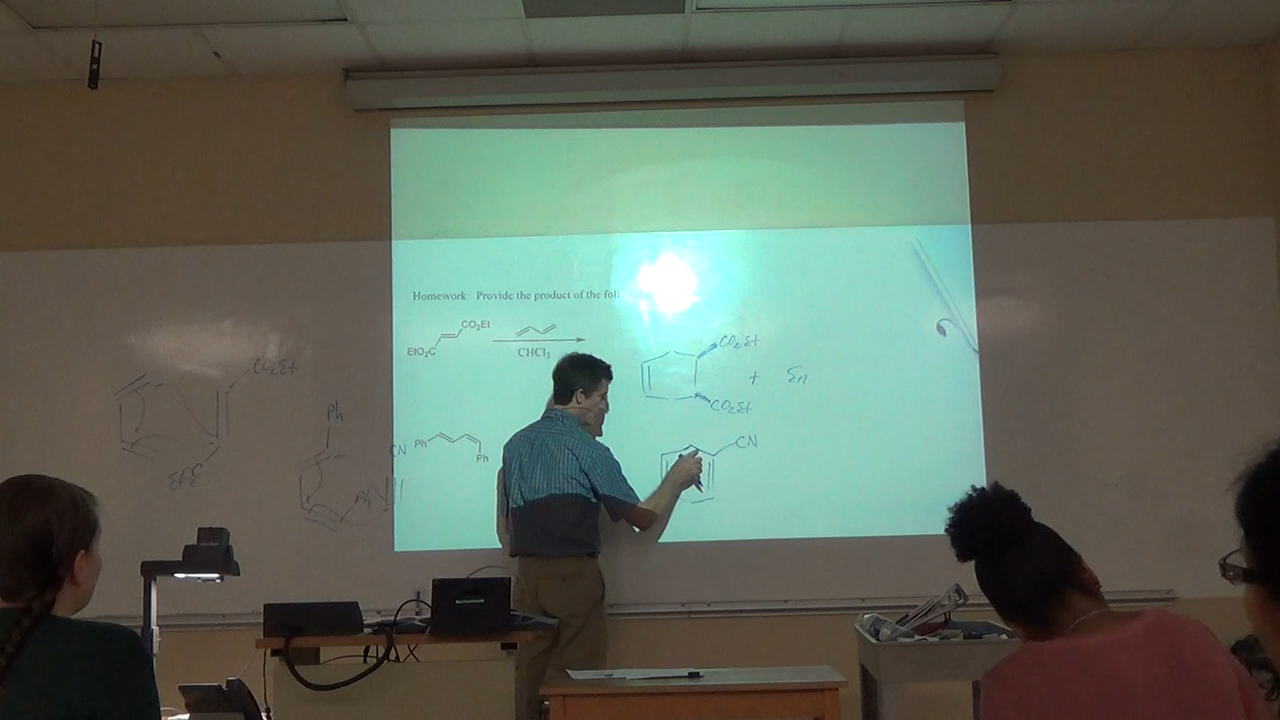 Homework: Provide the product of the foll
CO₂Et
EtO₂C
CHCl₃
CO₂Et
+ En
CO₂Et
CO₂Et
Ph
CN
Ph
Ph
Ph
CN